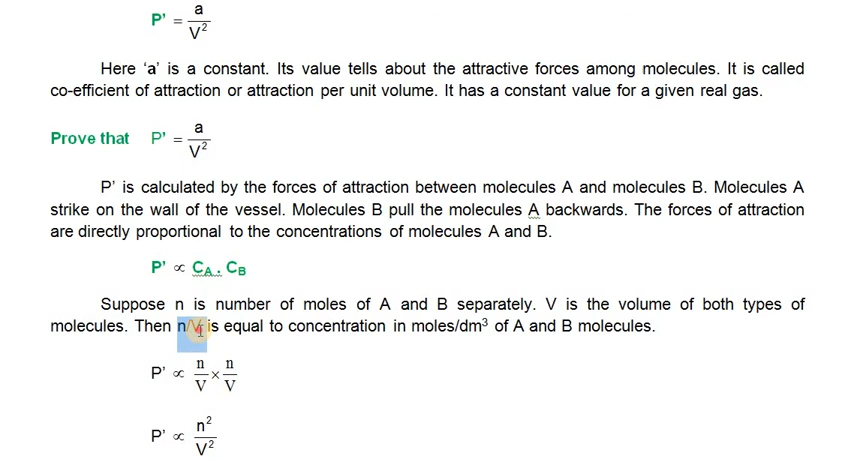 P' = a/V²
Here 'a' is a constant. Its value tells about the attractive forces among molecules. It is called
co-efficient of attraction or attraction per unit volume. It has a constant value for a given real gas.
Prove that P' = a/V²
P' is calculated by the forces of attraction between molecules A and molecules B. Molecules A
strike on the wall of the vessel. Molecules B pull the molecules A backwards. The forces of attraction
are directly proportional to the concentrations of molecules A and B.
P' ∝ C_A . C_B
Suppose n is number of moles of A and B separately. V is the volume of both types of
molecules. Then n/V is equal to concentration in moles/dm³ of A and B molecules.
P' ∝ n/V × n/V
P' ∝ n²/V²